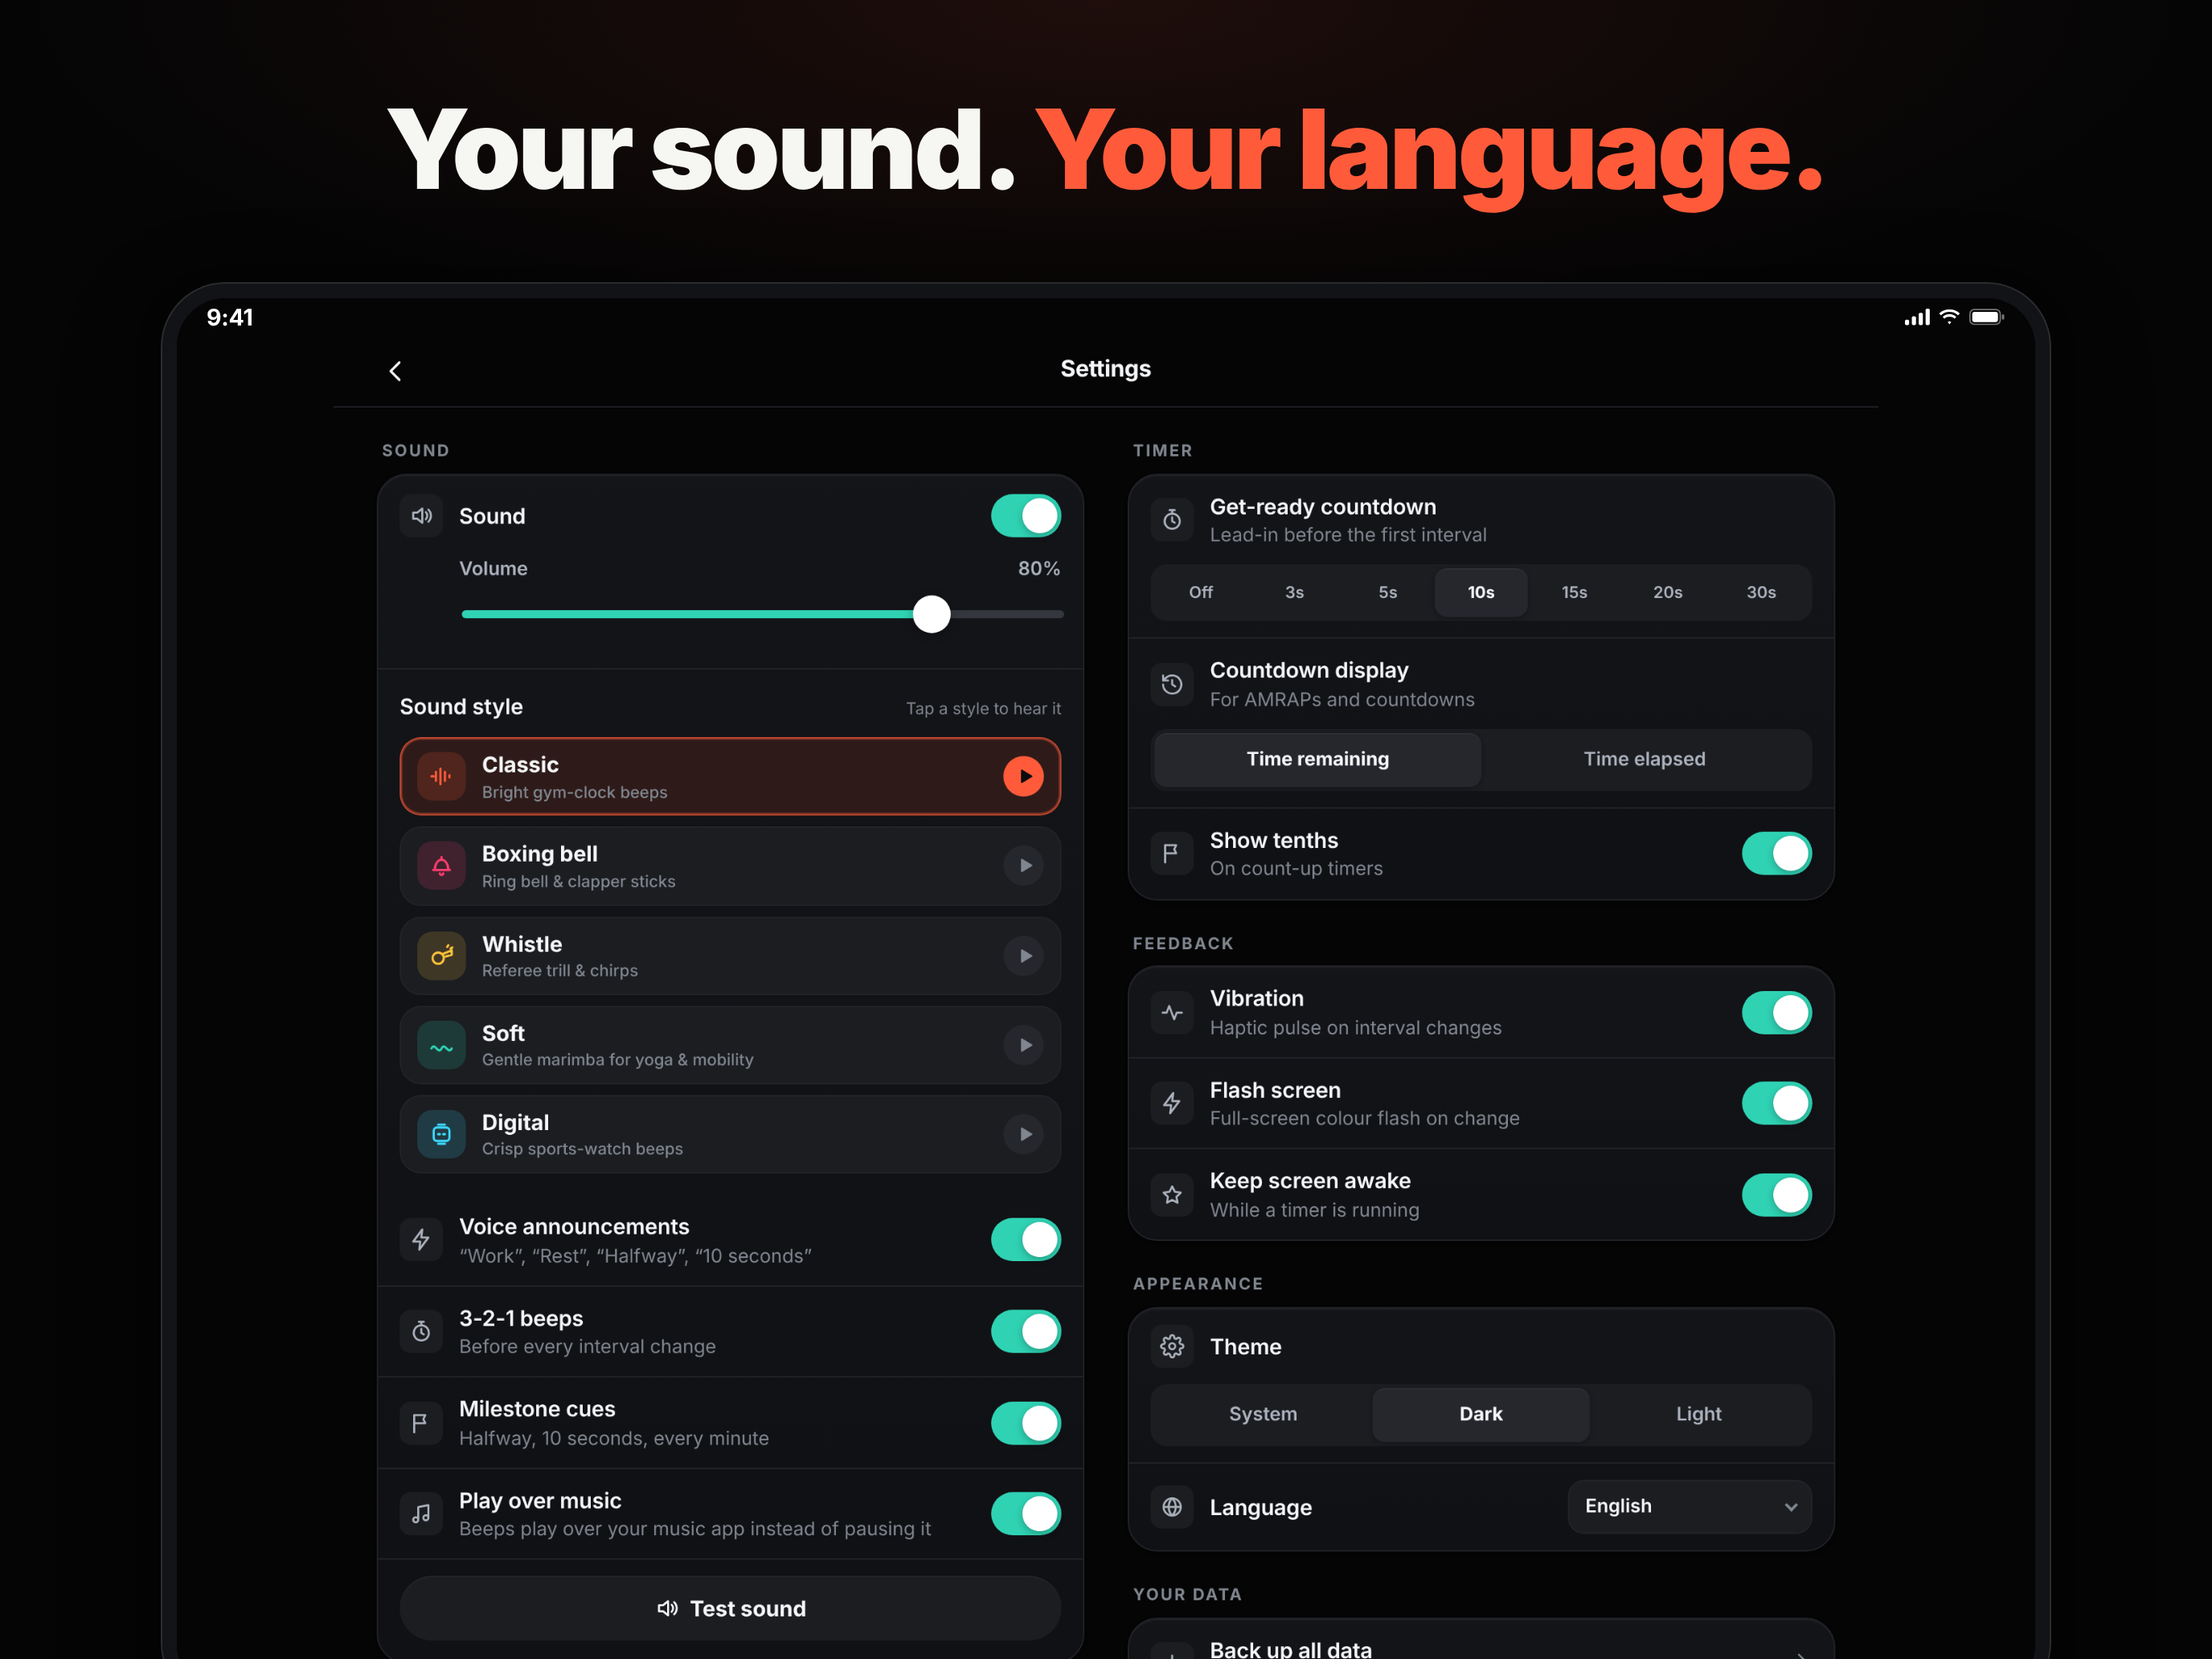 Your sound. Your language.
9:41
Settings
SOUND
Sound
Volume
80%
Sound style
Tap a style to hear it
Classic
Bright gym-clock beeps
Boxing bell
Ring bell & clapper sticks
Whistle
Referee trill & chirps
Soft
Gentle marimba for yoga & mobility
Digital
Crisp sports-watch beeps
Voice announcements
“Work”, “Rest”, “Halfway”, “10 seconds”
3-2-1 beeps
Before every interval change
Milestone cues
Halfway, 10 seconds, every minute
Play over music
Beeps play over your music app instead of pausing it
Test sound
TIMER
Get-ready countdown
Lead-in before the first interval
Off 3s 5s 10s 15s 20s 30s
Countdown display
For AMRAPs and countdowns
Time remaining Time elapsed
Show tenths
On count-up timers
FEEDBACK
Vibration
Haptic pulse on interval changes
Flash screen
Full-screen colour flash on change
Keep screen awake
While a timer is running
APPEARANCE
Theme
System Dark Light
Language
English
YOUR DATA
Back up all data